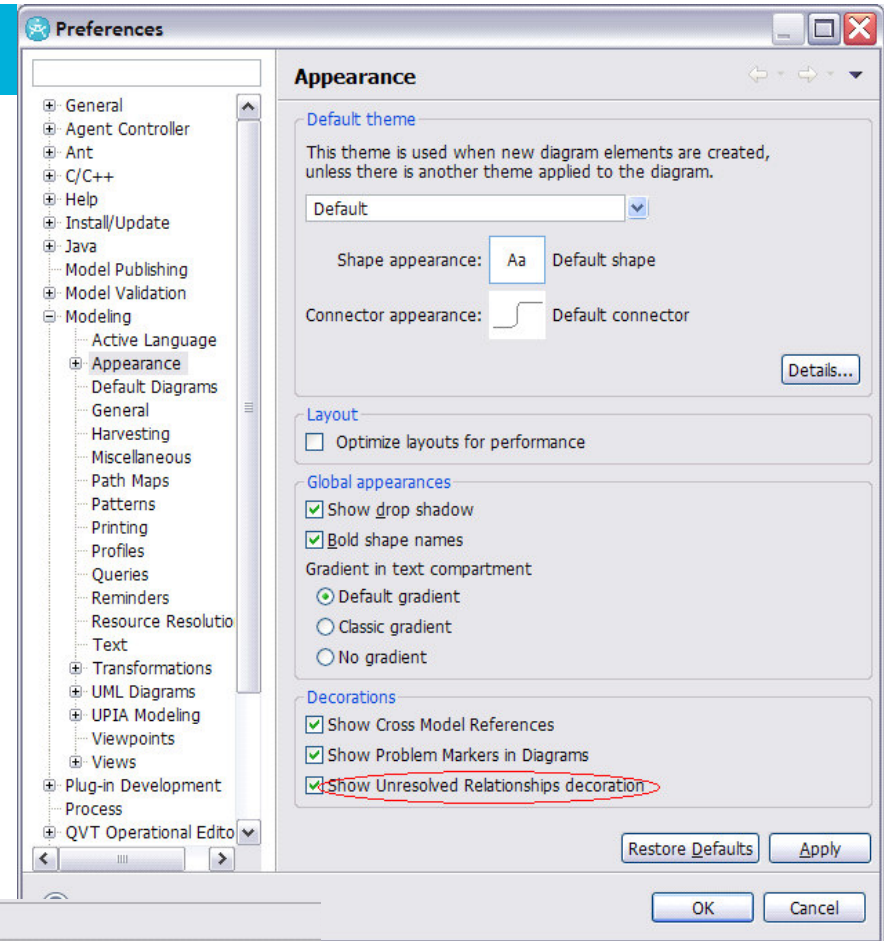 Preferences
General
Agent Controller
Ant
C/C++
Help
Install/Update
Java
Model Publishing
Model Validation
Modeling
Active Language
Appearance
Default Diagrams
General
Harvesting
Miscellaneous
Path Maps
Patterns
Printing
Profiles
Queries
Reminders
Resource Resolutio
Text
Transformations
UML Diagrams
UPIA Modeling
Viewpoints
Views
Plug-in Development
Process
QVT Operational Edito
Appearance
Default theme
This theme is used when new diagram elements are created,
unless there is another theme applied to the diagram.
Default
Shape appearance: Aa Default shape
Connector appearance: Default connector
Details...
Layout
Optimize layouts for performance
Global appearances
Show drop shadow
Bold shape names
Gradient in text compartment
Default gradient
Classic gradient
No gradient
Decorations
Show Cross Model References
Show Problem Markers in Diagrams
Show Unresolved Relationships decoration
Restore Defaults Apply
OK Cancel